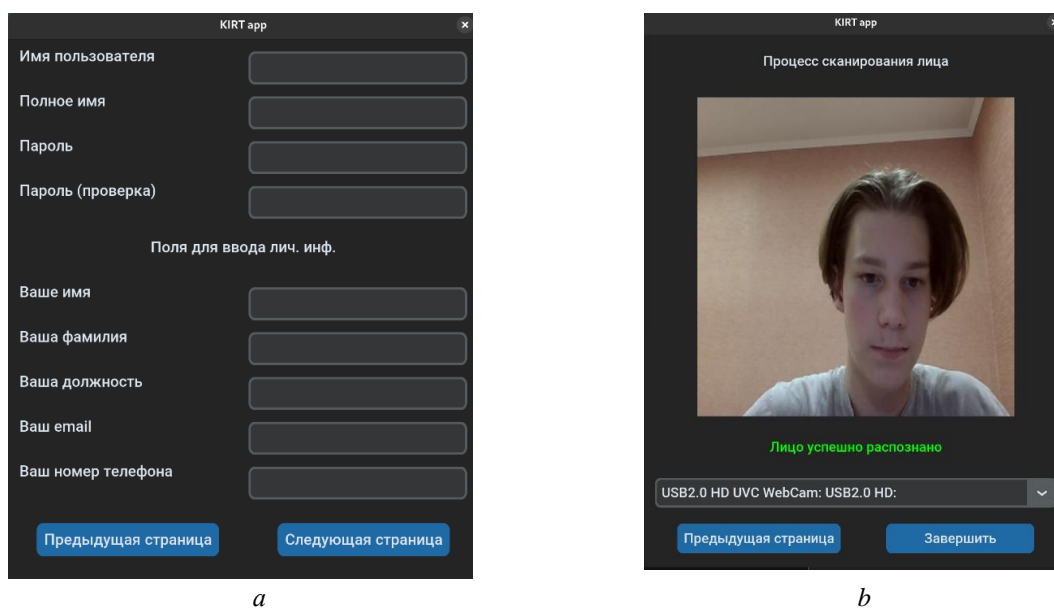 KIRT app
Имя пользователя
Полное имя
Пароль
Пароль (проверка)
Поля для ввода лич. инф.
Ваше имя
Ваша фамилия
Ваша должность
Ваш email
Ваш номер телефона
Предыдущая страница
Следующая страница
a
KIRT app
Процесс сканирования лица
Лицо успешно распознано
USB2.0 HD UVC WebCam: USB2.0 HD:
Предыдущая страница
Завершить
b